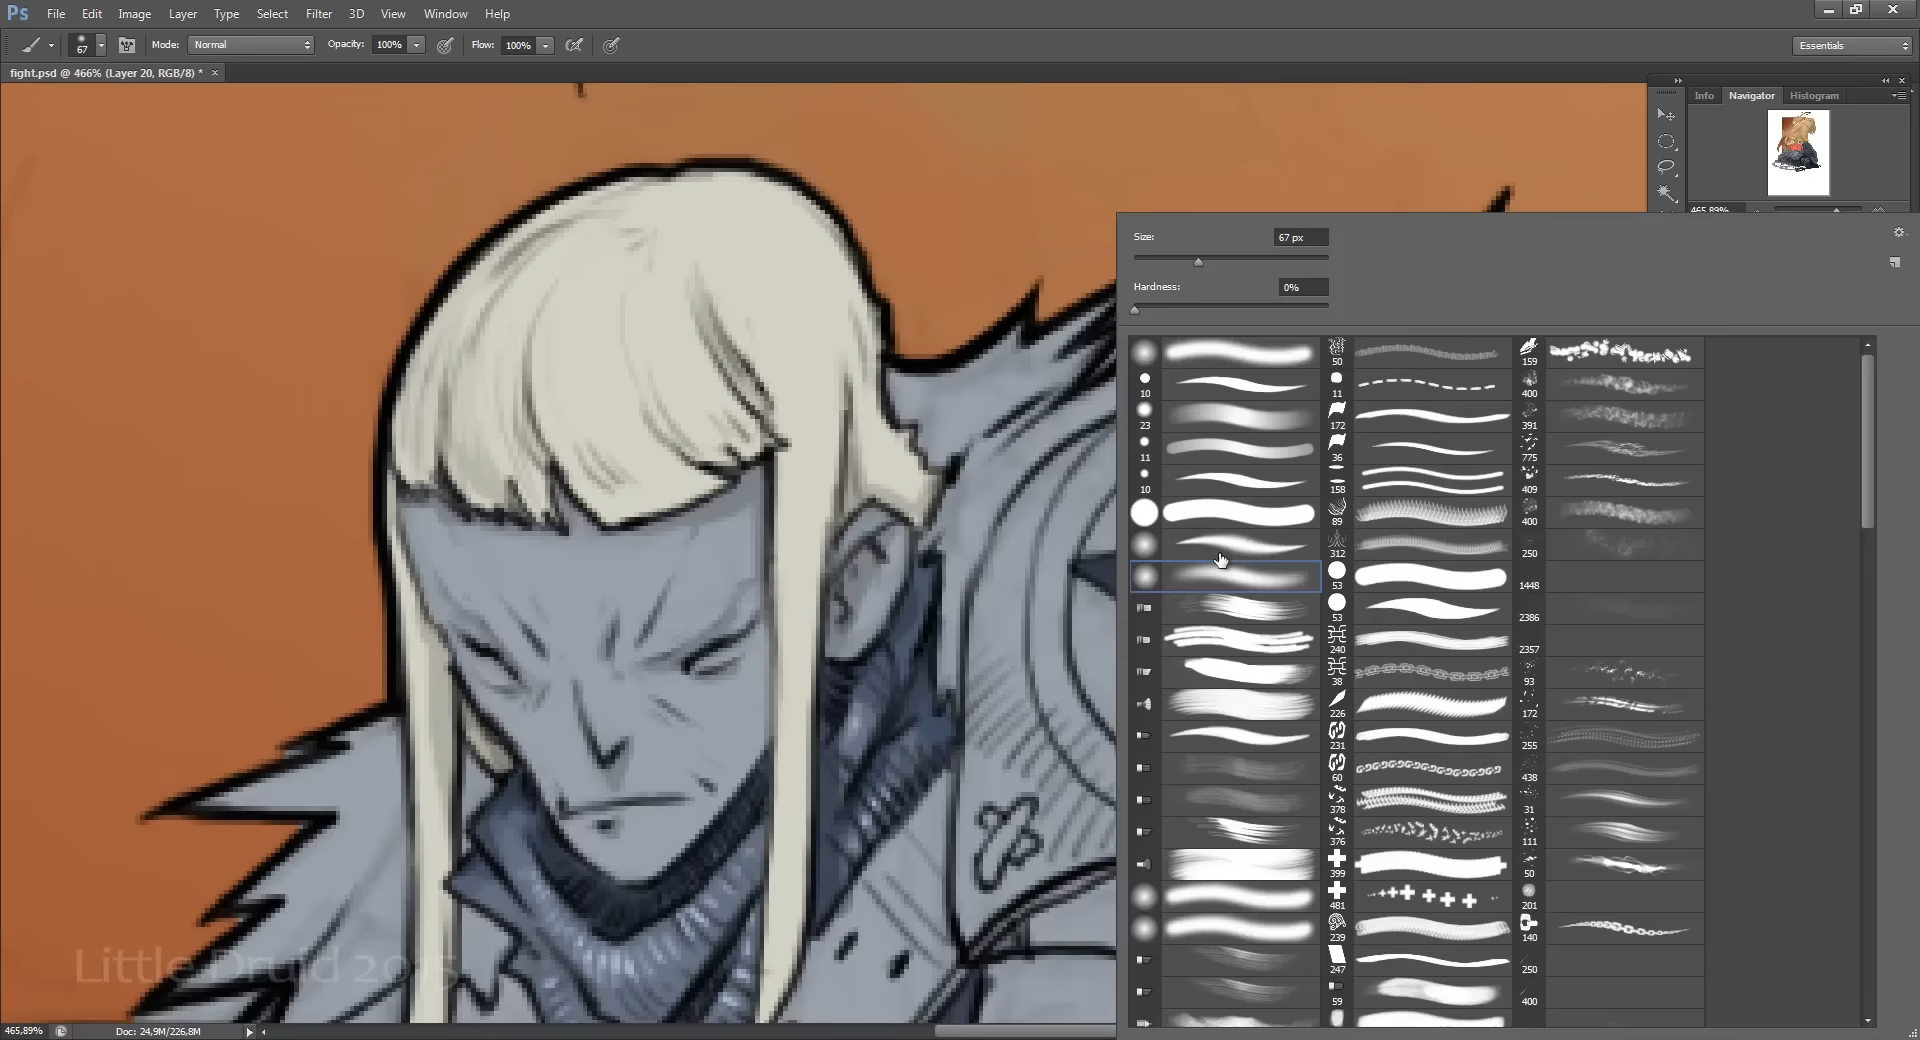 Ps File Edit Image Layer Type Select Filter 3D View Window Help
67 Mode: Normal Opacity: 100% Flow: 100% Essentials
fight.psd @ 466% (Layer 20, RGB/8) * ×
Info Navigator Histogram
465,89%
Size: 67 px
Hardness: 0%
50 159
10 11 400
23 172 391
11 36 775
10 158 409
89 400
312 250
53 1448
53 2386
240 2357
38 93
226 172
231 255
60 438
378 31
376 111
399 50
481 201
239 140
247 250
59 400
Little Druid 2015
465,89% Doc: 24,9M/226,8M